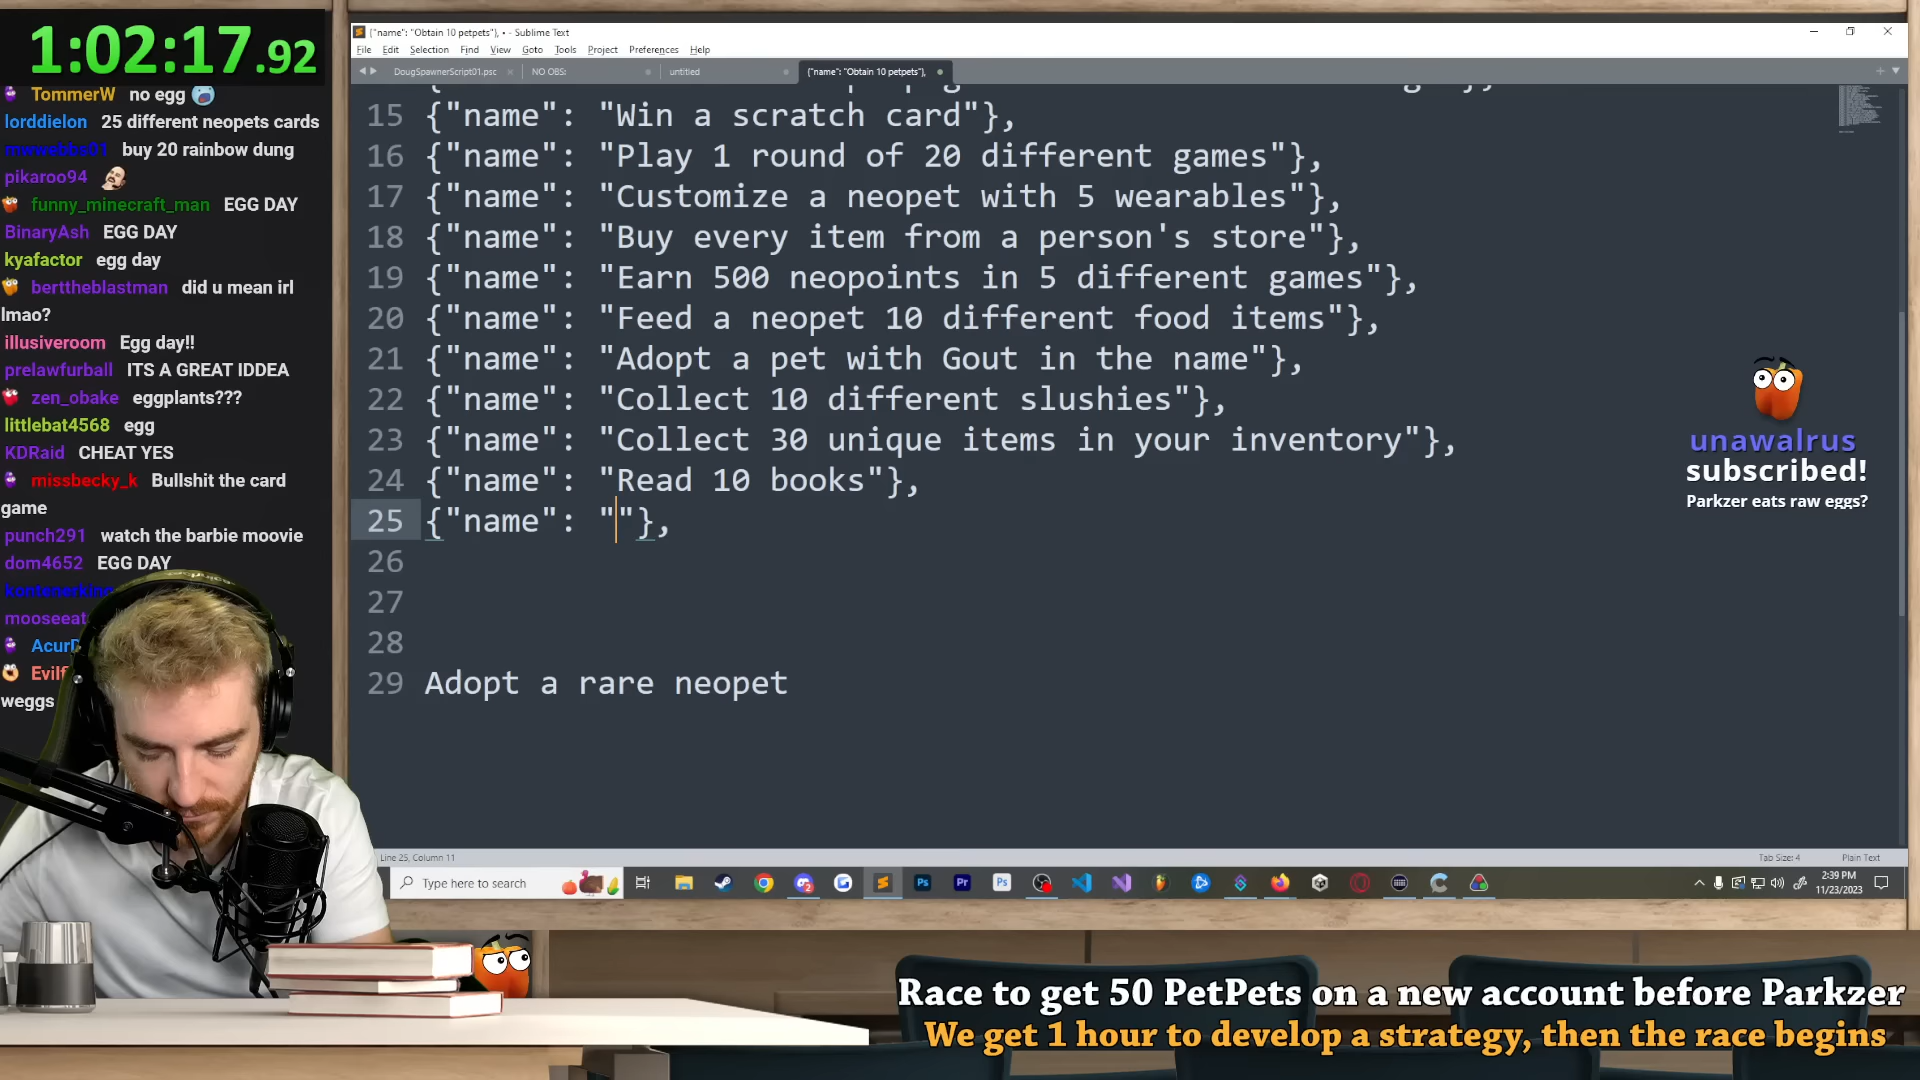 1:02:17.92
TommerW no egg
lorddielon 25 different neopets cards
mwwebbs01 buy 20 rainbow dung
pikaroo94
funny_minecraft_man EGG DAY
BinaryAsh EGG DAY
kyafactor egg day
berttheblastman did u mean irl
lmao?
illusiveroom Egg day!!
prelawfurball ITS A GREAT IDDEA
zen_obake eggplants???
littlebat4568 egg
KDRaid CHEAT YES
missbecky_k Bullshit the card
game
punch291 watch the barbie moovie
dom4652 EGG DAY
mooseeat
Evilf
weggs
{"name": "Obtain 10 petpets"}, • - Sublime Text
File Edit Selection Find View Goto Tools Project Preferences Help
DougSpawnerScript01.psc × NO OBS: untitled {"name": "Obtain 10 petpets"},
15 {"name": "Win a scratch card"},
16 {"name": "Play 1 round of 20 different games"},
17 {"name": "Customize a neopet with 5 wearables"},
18 {"name": "Buy every item from a person's store"},
19 {"name": "Earn 500 neopoints in 5 different games"},
20 {"name": "Feed a neopet 10 different food items"},
21 {"name": "Adopt a pet with Gout in the name"},
22 {"name": "Collect 10 different slushies"},
23 {"name": "Collect 30 unique items in your inventory"},
24 {"name": "Read 10 books"},
25 {"name": ""},
26
27
28
29 Adopt a rare neopet
unawalrus
subscribed!
Parkzer eats raw eggs?
Line 25, Column 11
Tab Size: 4 Plain Text
Type here to search
2:39 PM
11/23/2023
Race to get 50 PetPets on a new account before Parkzer
We get 1 hour to develop a strategy, then the race begins